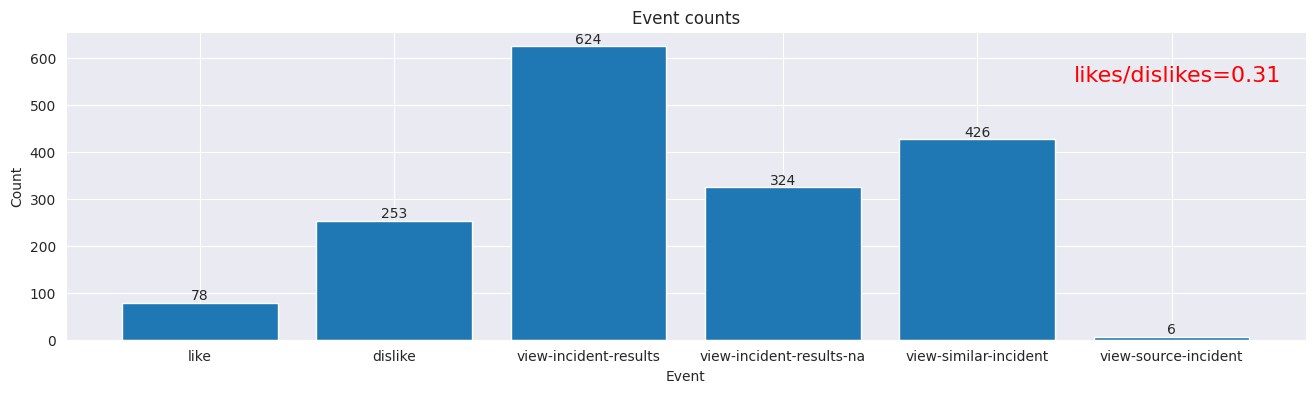 Event counts
624
likes/dislikes=0.31
600
500
426
400
324
300
253
200
100
78
6
0
Count
like dislike view-incident-results view-incident-results-na view-similar-incident view-source-incident
Event